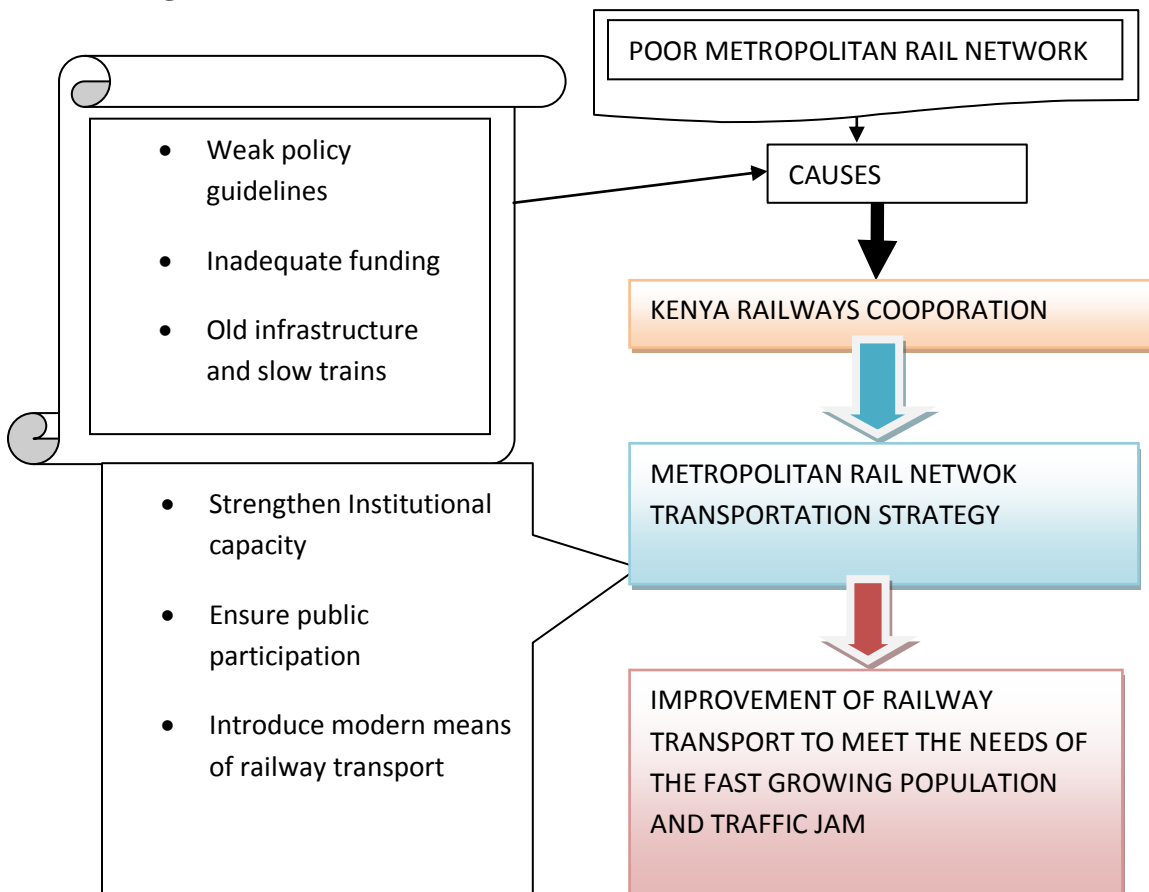 POOR METROPOLITAN RAIL NETWORK
CAUSES
• Weak policy
guidelines
• Inadequate funding
• Old infrastructure
and slow trains
KENYA RAILWAYS COOPORATION
METROPOLITAN RAIL NETWOK
TRANSPORTATION STRATEGY
• Strengthen Institutional
capacity
• Ensure public
participation
• Introduce modern means
of railway transport
IMPROVEMENT OF RAILWAY
TRANSPORT TO MEET THE NEEDS OF
THE FAST GROWING POPULATION
AND TRAFFIC JAM